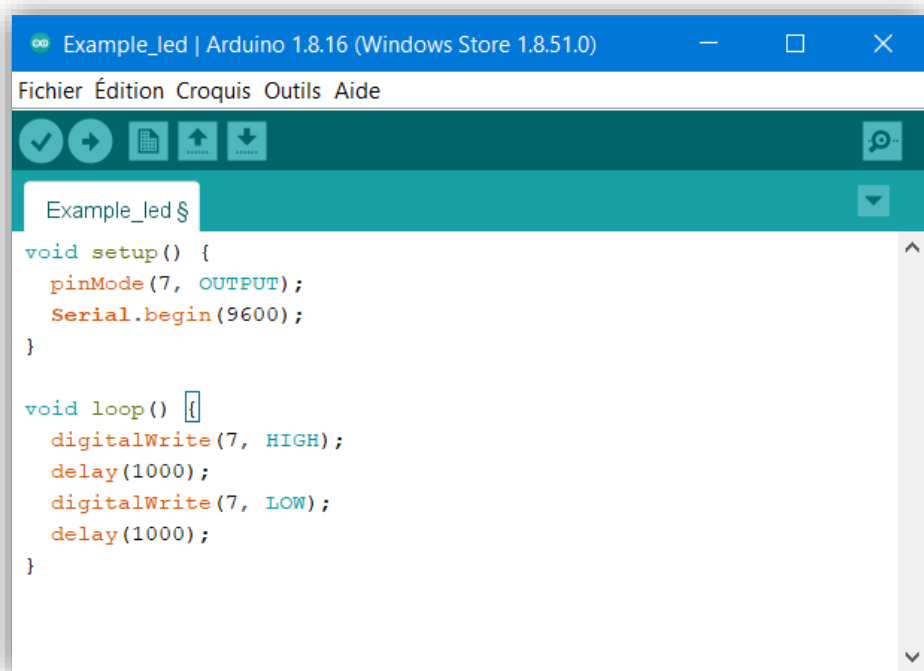 Example_led | Arduino 1.8.16 (Windows Store 1.8.51.0)
Fichier Édition Croquis Outils Aide
Example_led §
void setup() {
  pinMode(7, OUTPUT);
  Serial.begin(9600);
}
void loop() {
  digitalWrite(7, HIGH);
  delay(1000);
  digitalWrite(7, LOW);
  delay(1000);
}